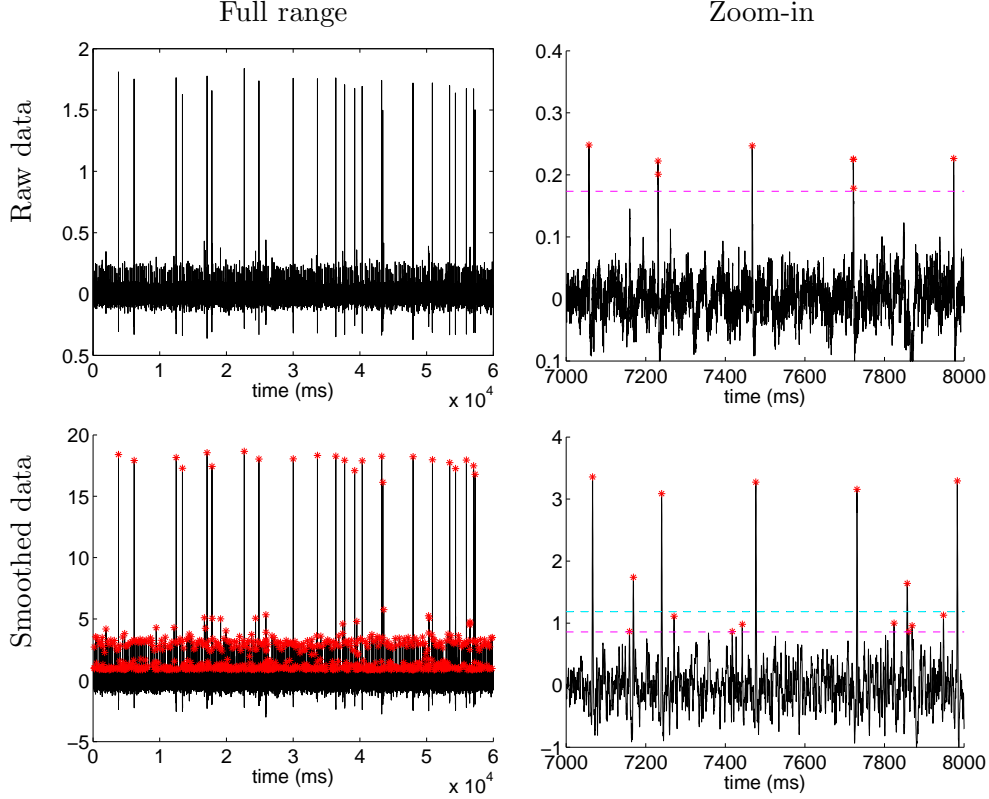 Full range
Zoom-in
Raw data
2
1.5
1
0.5
0
0.5
0 1 2 3 4 5 6
time (ms)
x 10^4
0.4
0.3
0.2
0.1
0
0.1
7000 7200 7400 7600 7800 8000
time (ms)
Smoothed data
20
15
10
5
0
−5
0 1 2 3 4 5 6
time (ms)
x 10^4
4
3
2
1
0
−1
7000 7200 7400 7600 7800 8000
time (ms)